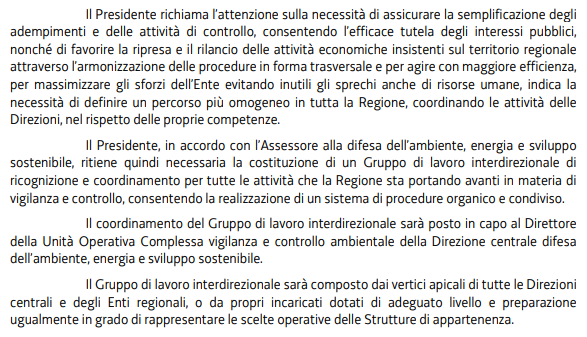 Il Presidente richiama l'attenzione sulla necessità di assicurare la semplificazione degli
adempimenti e delle attività di controllo, consentendo l'efficace tutela degli interessi pubblici,
nonché di favorire la ripresa e il rilancio delle attività economiche insistenti sul territorio regionale
attraverso l'armonizzazione delle procedure in forma trasversale e per agire con maggiore efficienza,
per massimizzare gli sforzi dell'Ente evitando inutili gli sprechi anche di risorse umane, indica la
necessità di definire un percorso più omogeneo in tutta la Regione, coordinando le attività delle
Direzioni, nel rispetto delle proprie competenze.
Il Presidente, in accordo con l'Assessore alla difesa dell'ambiente, energia e sviluppo
sostenibile, ritiene quindi necessaria la costituzione di un Gruppo di lavoro interdirezionale di
ricognizione e coordinamento per tutte le attività che la Regione sta portando avanti in materia di
vigilanza e controllo, consentendo la realizzazione di un sistema di procedure organico e condiviso.
Il coordinamento del Gruppo di lavoro interdirezionale sarà posto in capo al Direttore
della Unità Operativa Complessa vigilanza e controllo ambientale della Direzione centrale difesa
dell'ambiente, energia e sviluppo sostenibile.
Il Gruppo di lavoro interdirezionale sarà composto dai vertici apicali di tutte le Direzioni
centrali e degli Enti regionali, o da propri incaricati dotati di adeguato livello e preparazione
ugualmente in grado di rappresentare le scelte operative delle Strutture di appartenenza.